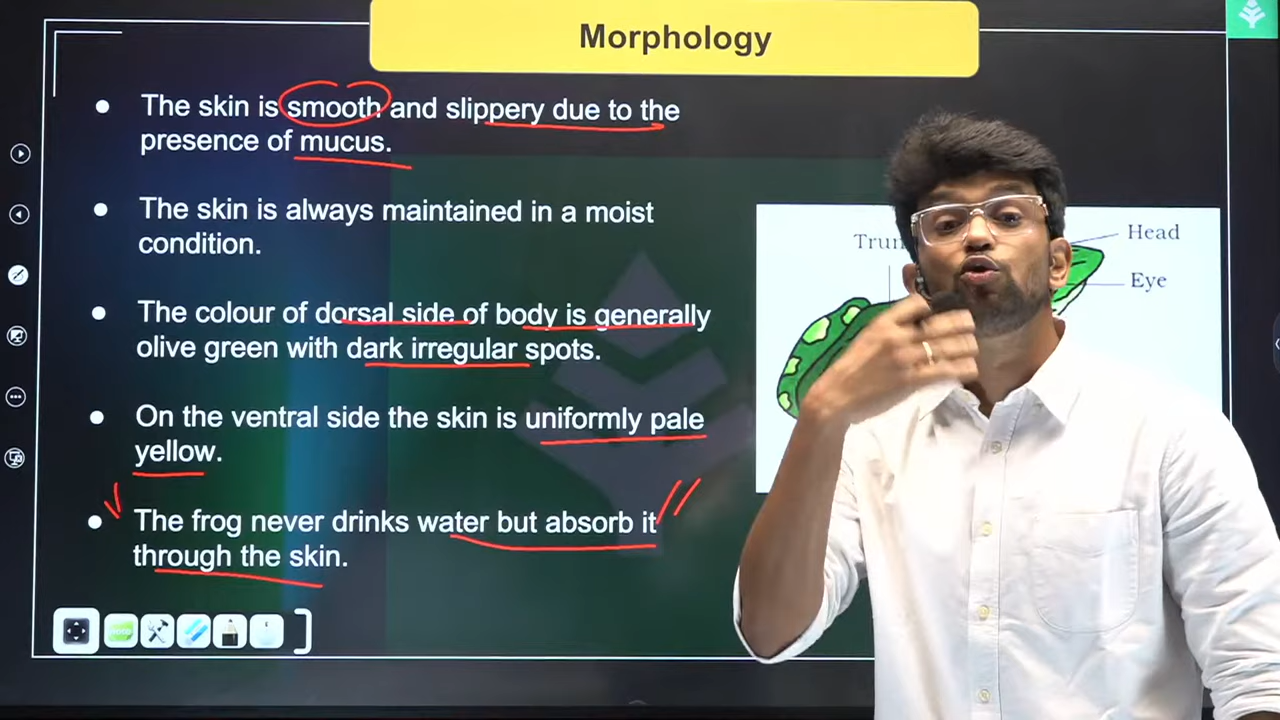 Morphology
The skin is smooth and slippery due to the
presence of mucus.
The skin is always maintained in a moist
condition.
The colour of dorsal side of body is generally
olive green with dark irregular spots.
On the ventral side the skin is uniformly pale
yellow.
The frog never drinks water but absorb it
through the skin.
Head
Eye